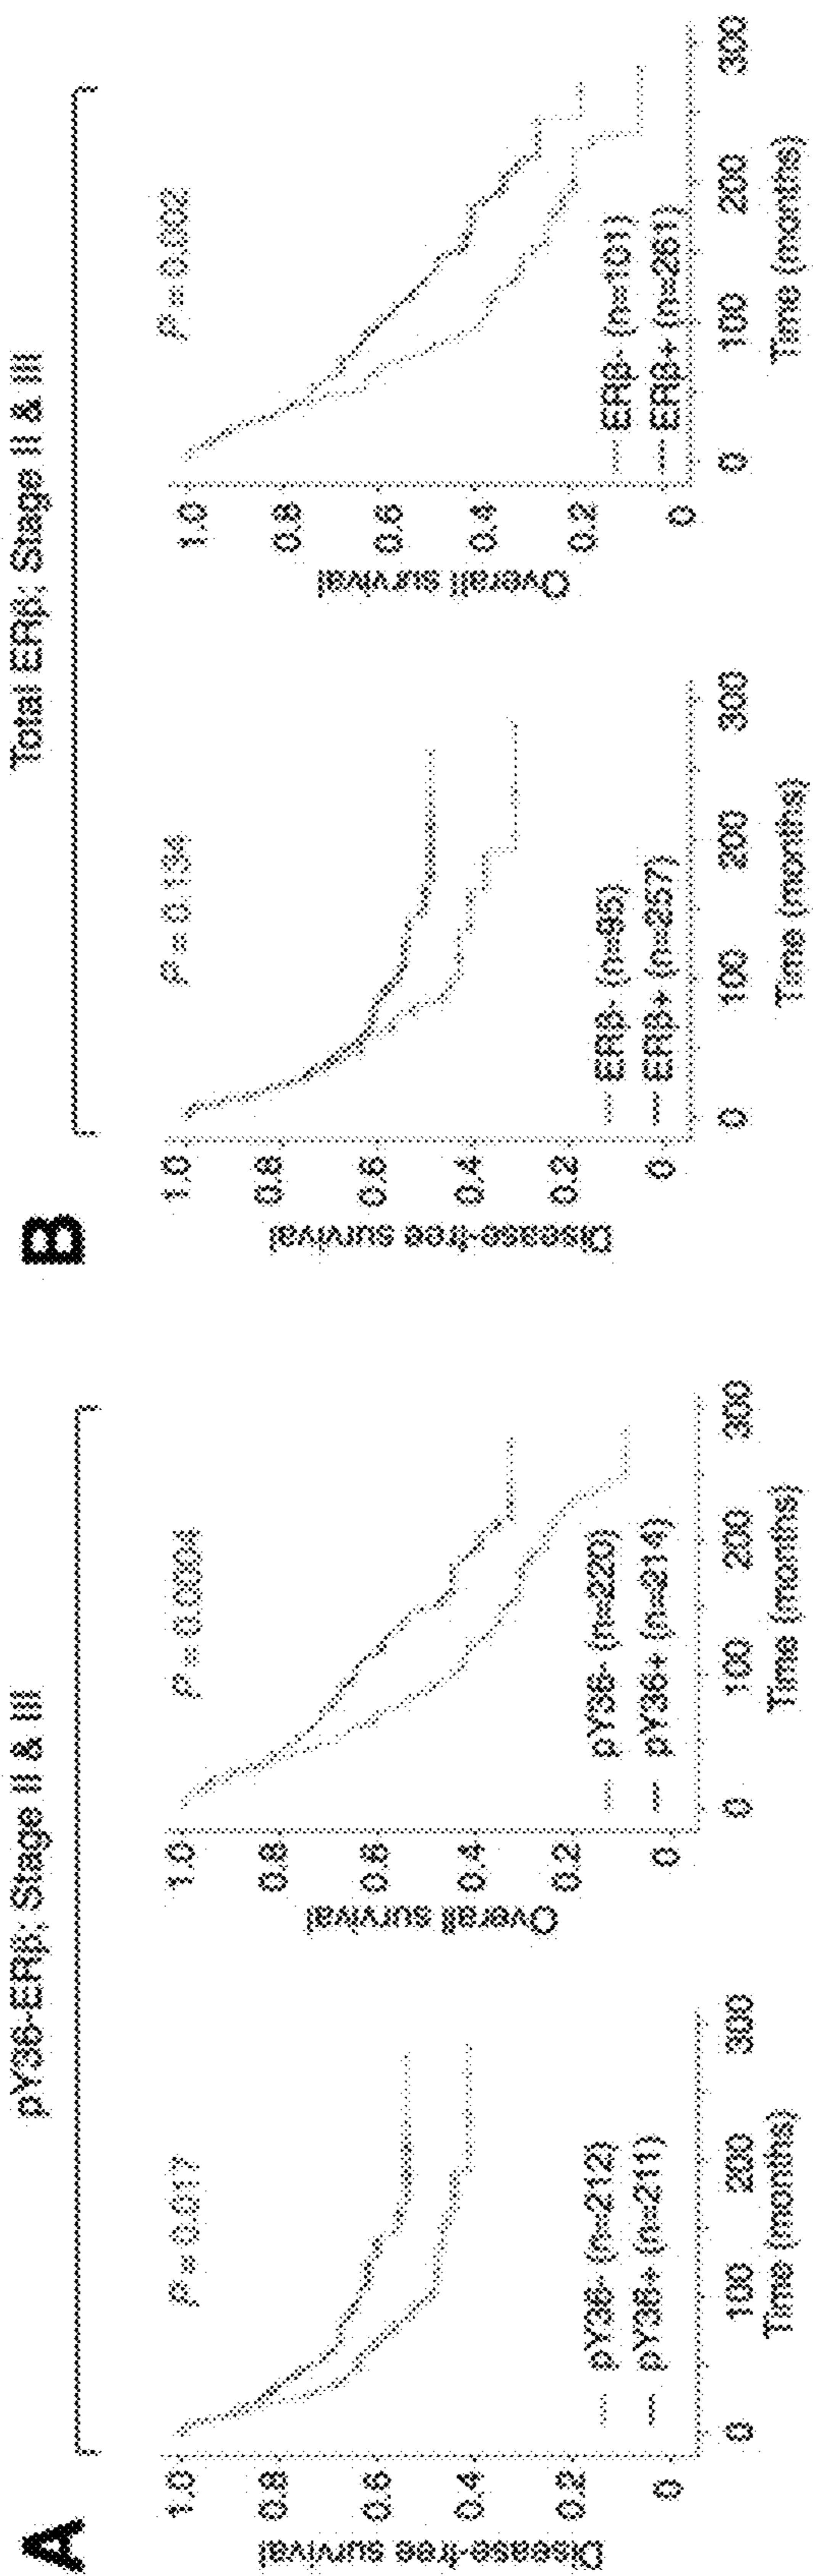 A
pY36-ERβ; Stage II & III
Disease-free survival
1.0
0.8
0.6
0.4
0.2
0
P = 0.017
pY36- (n=212)
pY36+ (n=211)
0 100 200 300
Time (months)
Overall survival
1.0
0.8
0.6
0.4
0.2
0
P = 0.0004
pY36- (n=220)
pY36+ (n=214)
0 100 200 300
Time (months)
B
Total ERβ; Stage II & III
Disease-free survival
1.0
0.8
0.6
0.4
0.2
0
P = 0.134
ERβ- (n=95)
ERβ+ (n=257)
0 100 200 300
Time (months)
Overall survival
1.0
0.8
0.6
0.4
0.2
0
P = 0.002
ERβ- (n=101)
ERβ+ (n=261)
0 100 200 300
Time (months)